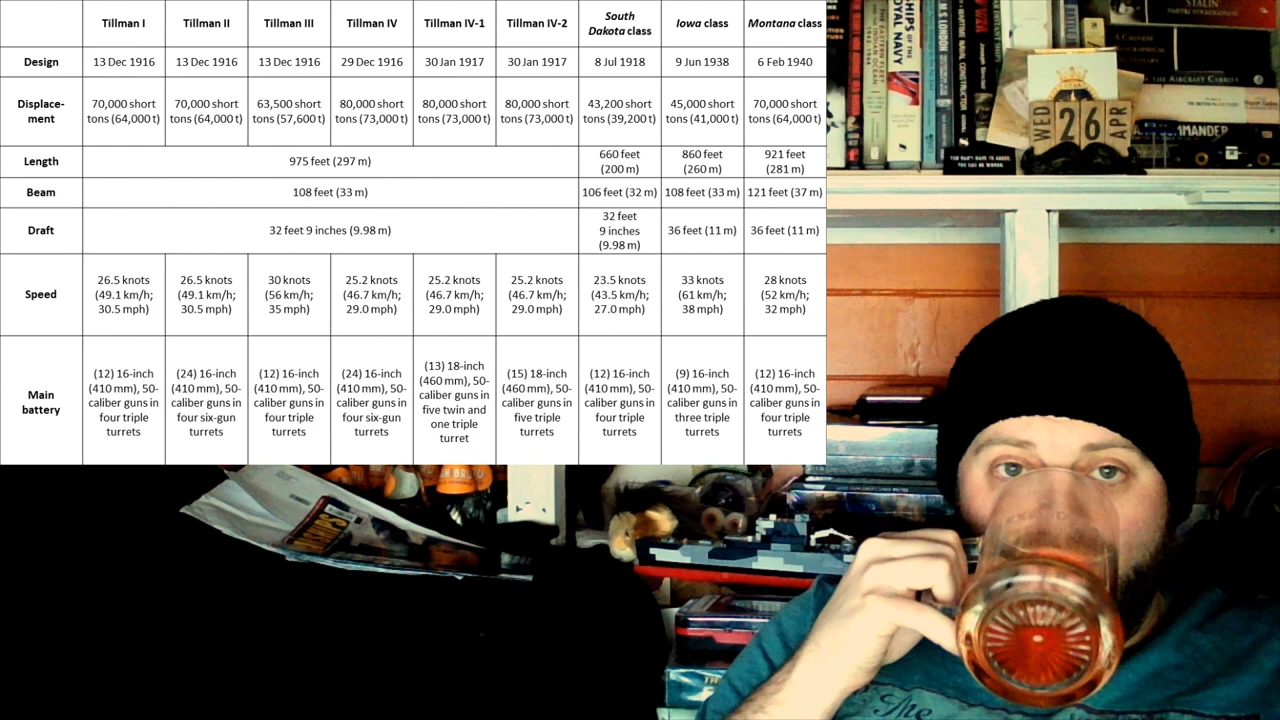 Tillman I Tillman II Tillman III Tillman IV Tillman IV-1 Tillman IV-2 South Dakota class Iowa class Montana class
Design 13 Dec 1916 13 Dec 1916 13 Dec 1916 29 Dec 1916 30 Jan 1917 30 Jan 1917 8 Jul 1918 9 Jun 1938 6 Feb 1940
Displace-ment 70,000 short tons (64,000 t) 70,000 short tons (64,000 t) 63,500 short tons (57,600 t) 80,000 short tons (73,000 t) 80,000 short tons (73,000 t) 80,000 short tons (73,000 t) 43,200 short tons (39,200 t) 45,000 short tons (41,000 t) 70,000 short tons (64,000 t)
Length 975 feet (297 m) 660 feet (200 m) 860 feet (260 m) 921 feet (281 m)
Beam 108 feet (33 m) 106 feet (32 m) 108 feet (33 m) 121 feet (37 m)
Draft 32 feet 9 inches (9.98 m) 32 feet 9 inches (9.98 m) 36 feet (11 m) 36 feet (11 m)
Speed 26.5 knots (49.1 km/h; 30.5 mph) 26.5 knots (49.1 km/h; 30.5 mph) 30 knots (56 km/h; 35 mph) 25.2 knots (46.7 km/h; 29.0 mph) 25.2 knots (46.7 km/h; 29.0 mph) 25.2 knots (46.7 km/h; 29.0 mph) 23.5 knots (43.5 km/h; 27.0 mph) 33 knots (61 km/h; 38 mph) 28 knots (52 km/h; 32 mph)
Main battery (12) 16-inch (410 mm), 50-caliber guns in four triple turrets (24) 16-inch (410 mm), 50-caliber guns in four six-gun turrets (12) 16-inch (410 mm), 50-caliber guns in four triple turrets (24) 16-inch (410 mm), 50-caliber guns in four six-gun turrets (13) 18-inch (460 mm), 50-caliber guns in five twin and one triple turret (15) 18-inch (460 mm), 50-caliber guns in five triple turrets (12) 16-inch (410 mm), 50-caliber guns in four triple turrets (9) 16-inch (410 mm), 50-caliber guns in three triple turrets (12) 16-inch (410 mm), 50-caliber guns in four triple turrets
STALIN
WED 26 APR
COMMANDER
THE AIRCRAFT CARRIER
SHIPS OF THE ROYAL NAVY
H.M.S LONDON
WARTIME NAVAL CONSTRUCTOR
INDIAN OCEAN
The